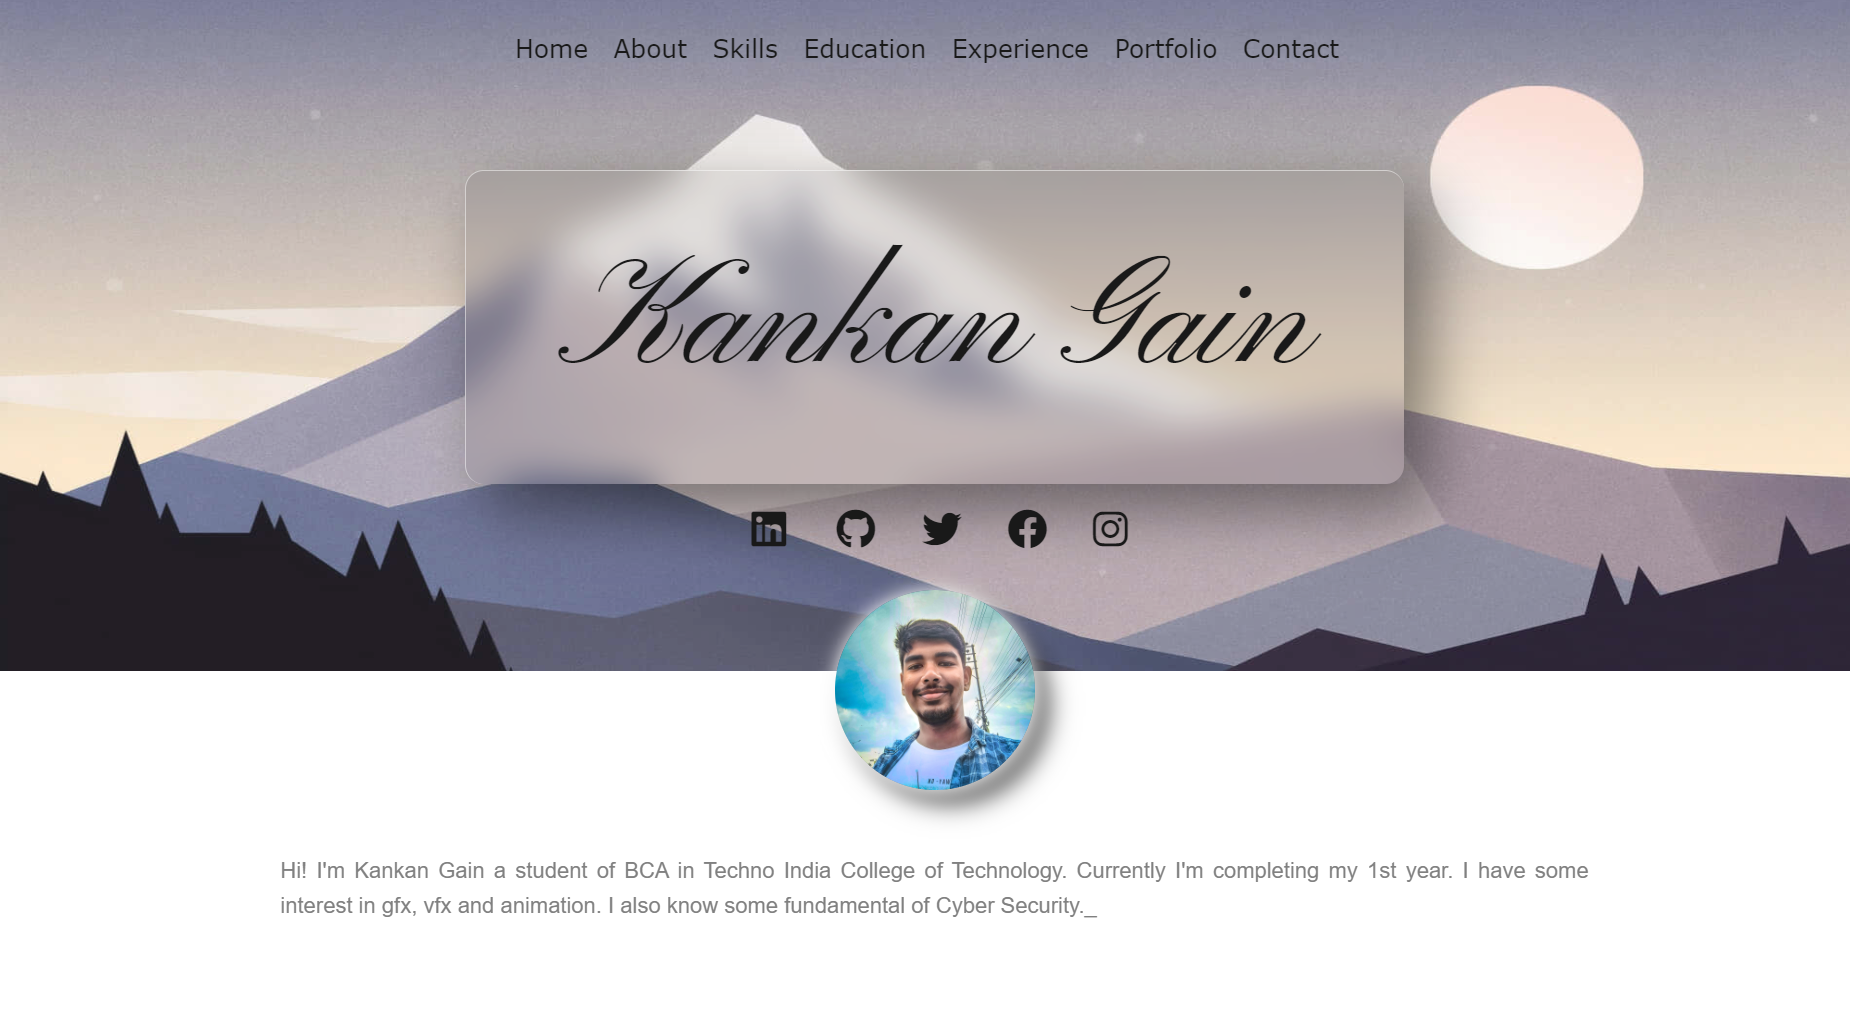 Home About Skills Education Experience Portfolio Contact
Kankan Gain
Hi! I'm Kankan Gain a student of BCA in Techno India College of Technology. Currently I'm completing my 1st year. I have some
interest in gfx, vfx and animation. I also know some fundamental of Cyber Security._